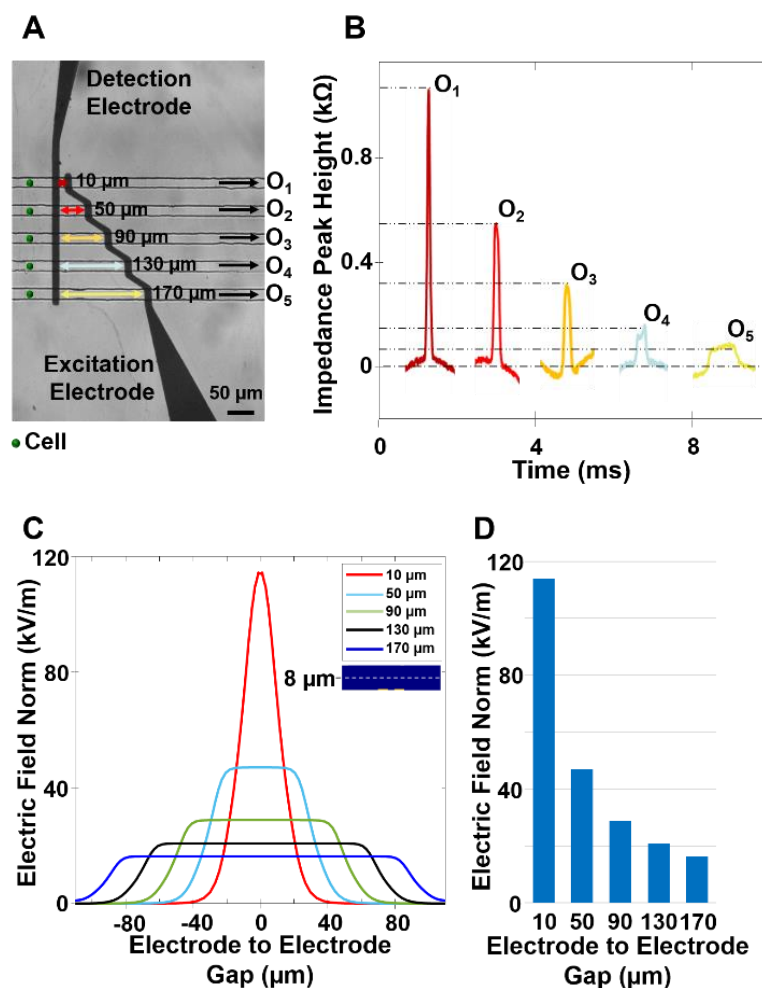 A
Detection
Electrode
10 µm
O1
50 µm
O2
90 µm
O3
130 µm
O4
170 µm
O5
Excitation
Electrode
50 µm
Cell
B
Impedance Peak Height (kΩ)
0.8
0.4
0
O1
O2
O3
O4
O5
0 4 8
Time (ms)
C
Electric Field Norm (kV/m)
120
80
40
0
10 µm
50 µm
90 µm
130 µm
170 µm
8 µm
-80 -40 0 40 80
Electrode to Electrode
Gap (µm)
D
Electric Field Norm (kV/m)
120
80
40
0
10 50 90 130 170
Electrode to Electrode
Gap (µm)